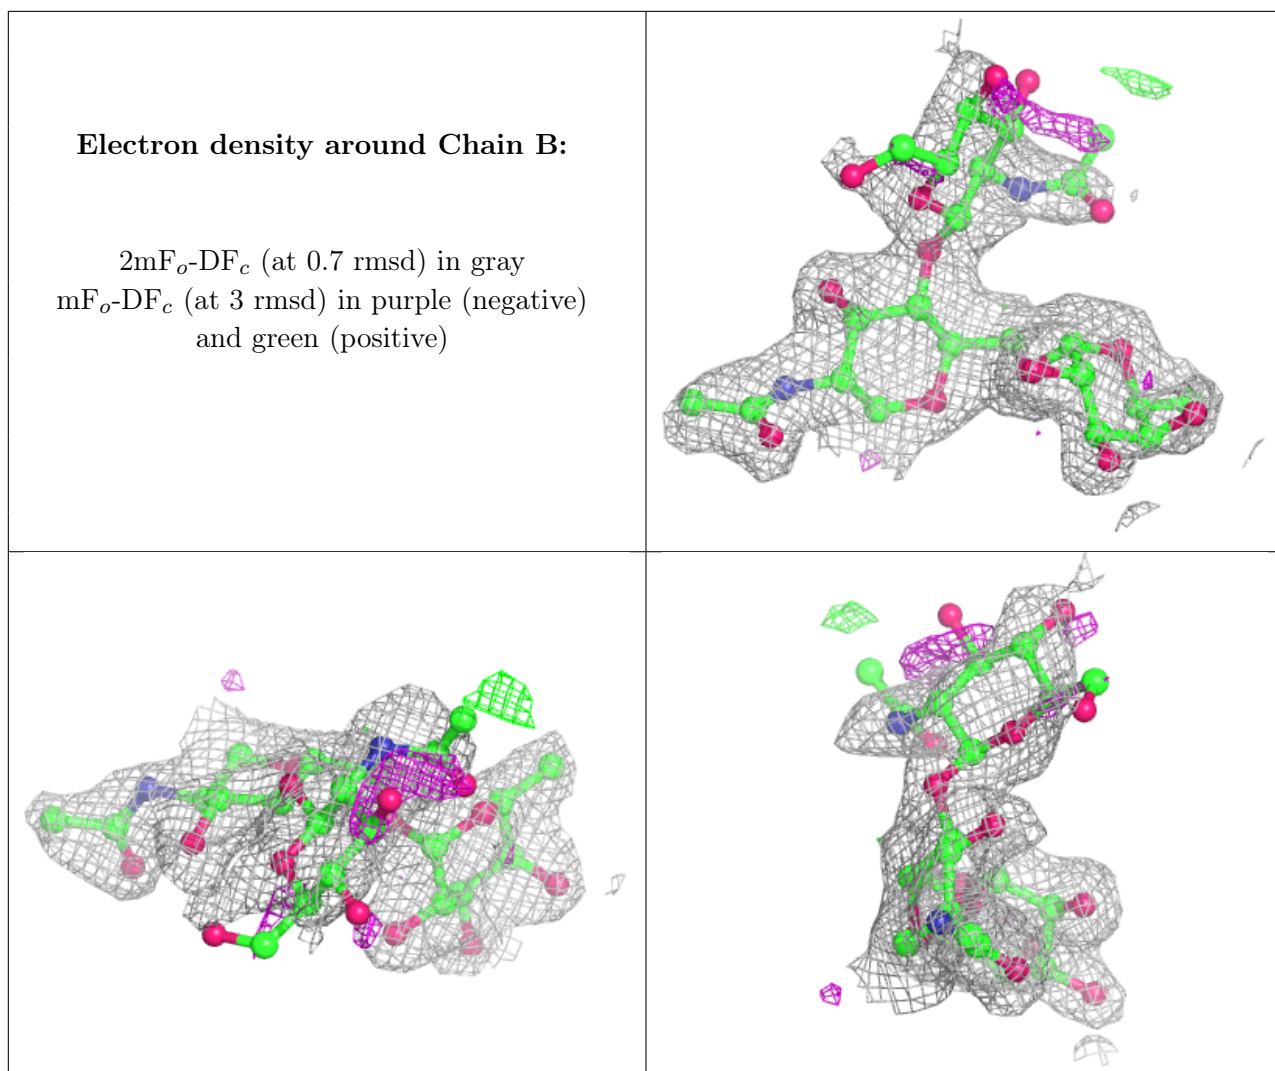 Electron density around Chain B:
2mFₒ-DF𝒸 (at 0.7 rmsd) in gray
mFₒ-DF𝒸 (at 3 rmsd) in purple (negative)
and green (positive)